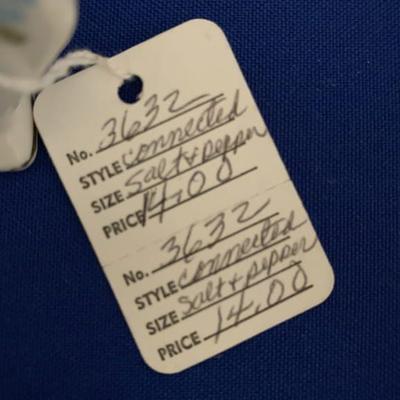 No. 3632
STYLE connected
SIZE salt + pepper
PRICE 14.00
No. 3632
STYLE connected
SIZE salt + pepper
PRICE 14.00